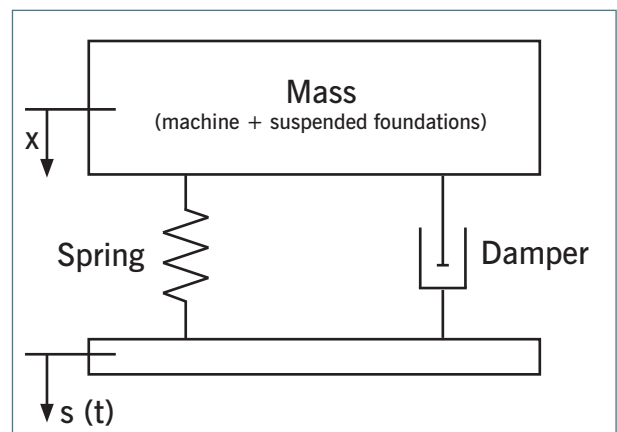 Mass
(machine + suspended foundations)
x
Spring
Damper
s (t)